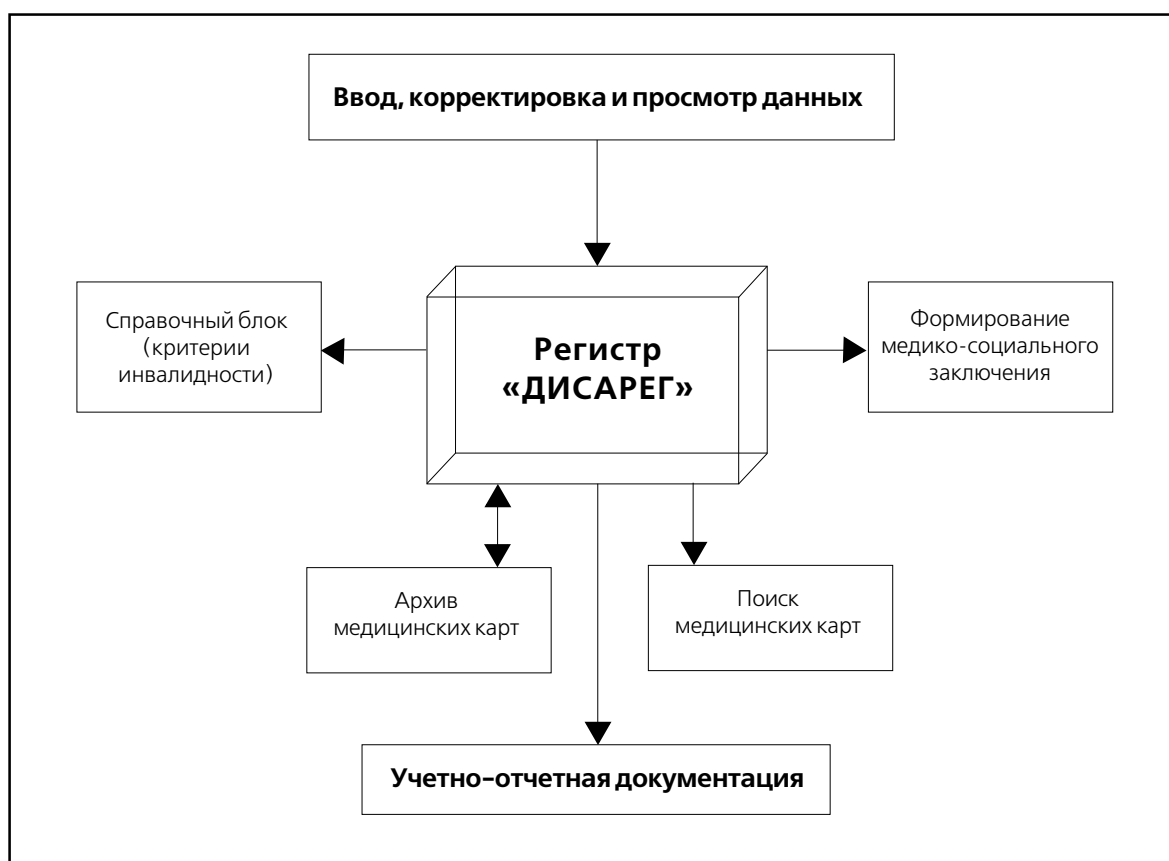 Ввод, корректировка и просмотр данных
Справочный блок
(критерии
инвалидности)
Регистр
«ДИСАРЕГ»
Формирование
медико-социального
заключения
Архив
медицинских карт
Поиск
медицинских карт
Учетно-отчетная документация